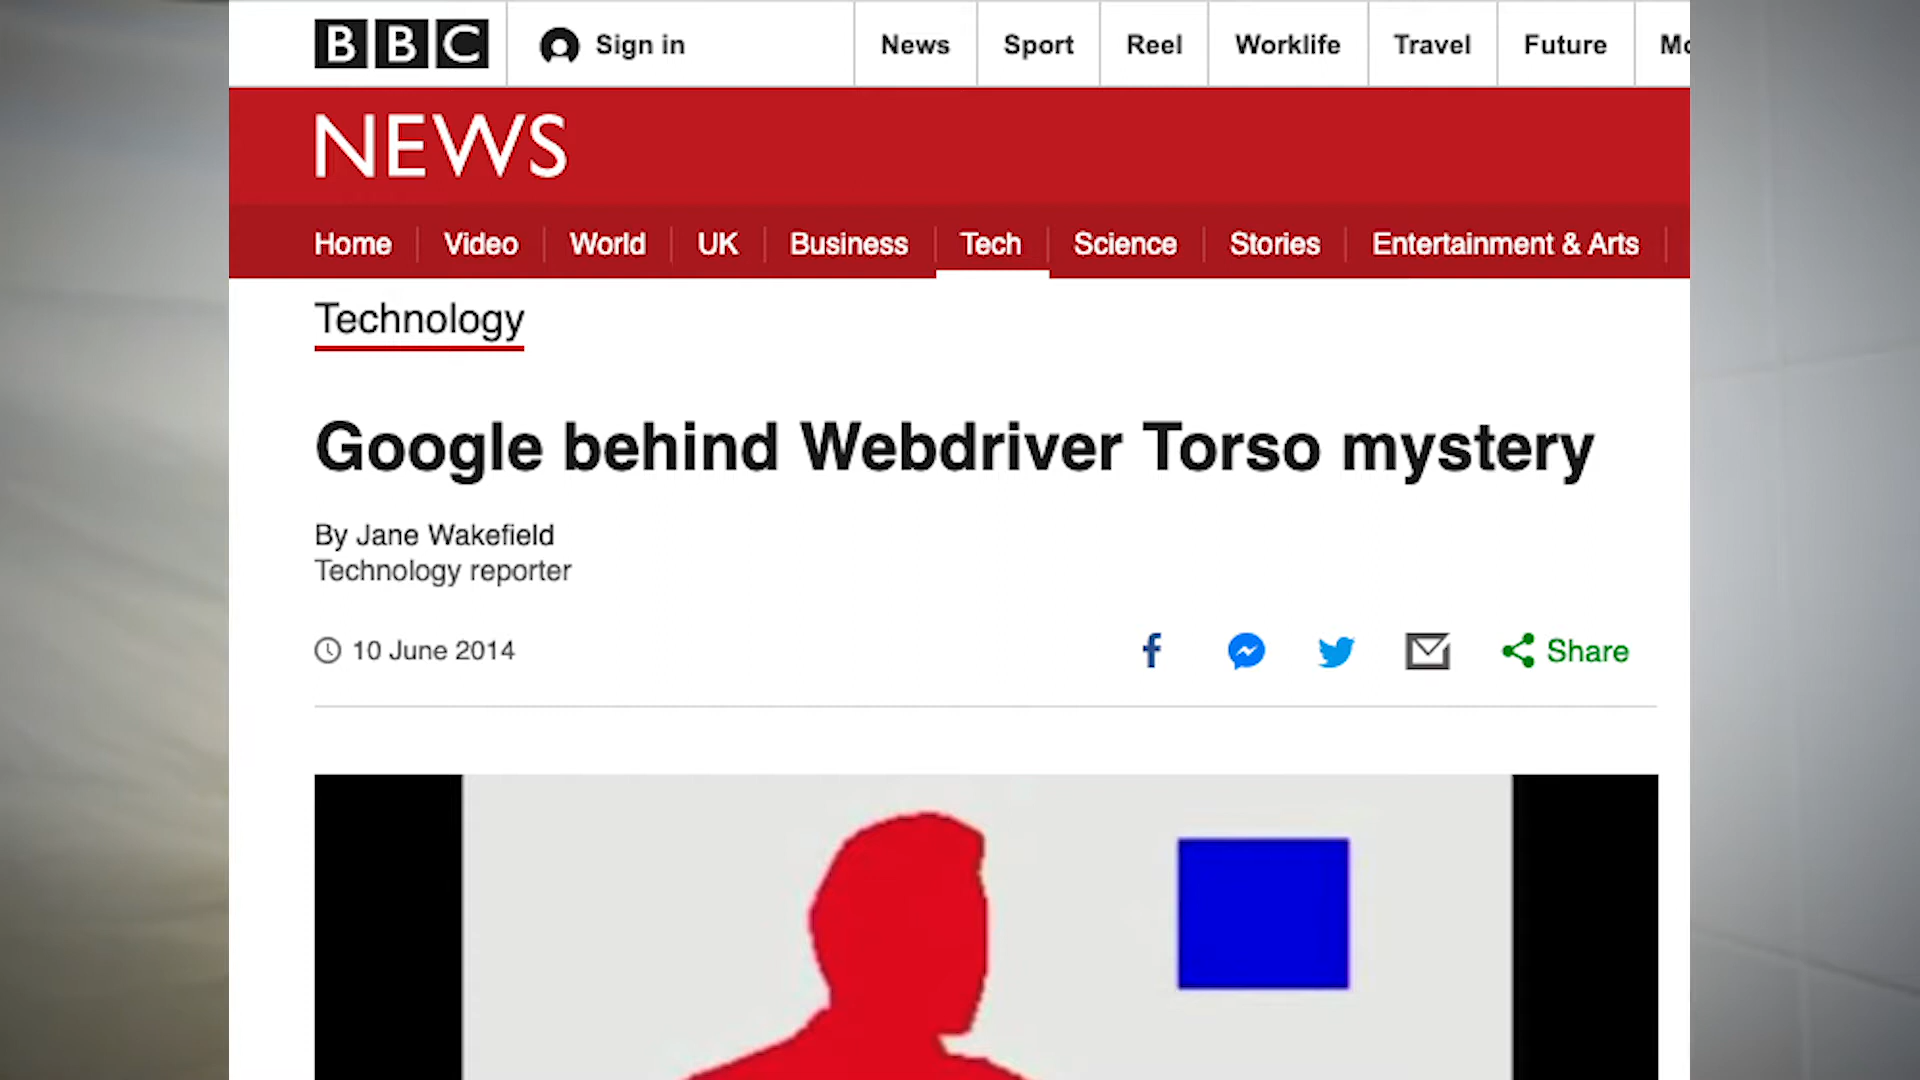 BBC
Sign in
News
Sport
Reel
Worklife
Travel
Future
NEWS
Home
Video
World
UK
Business
Tech
Science
Stories
Entertainment & Arts
Technology
Google behind Webdriver Torso mystery
By Jane Wakefield
Technology reporter
10 June 2014
Share